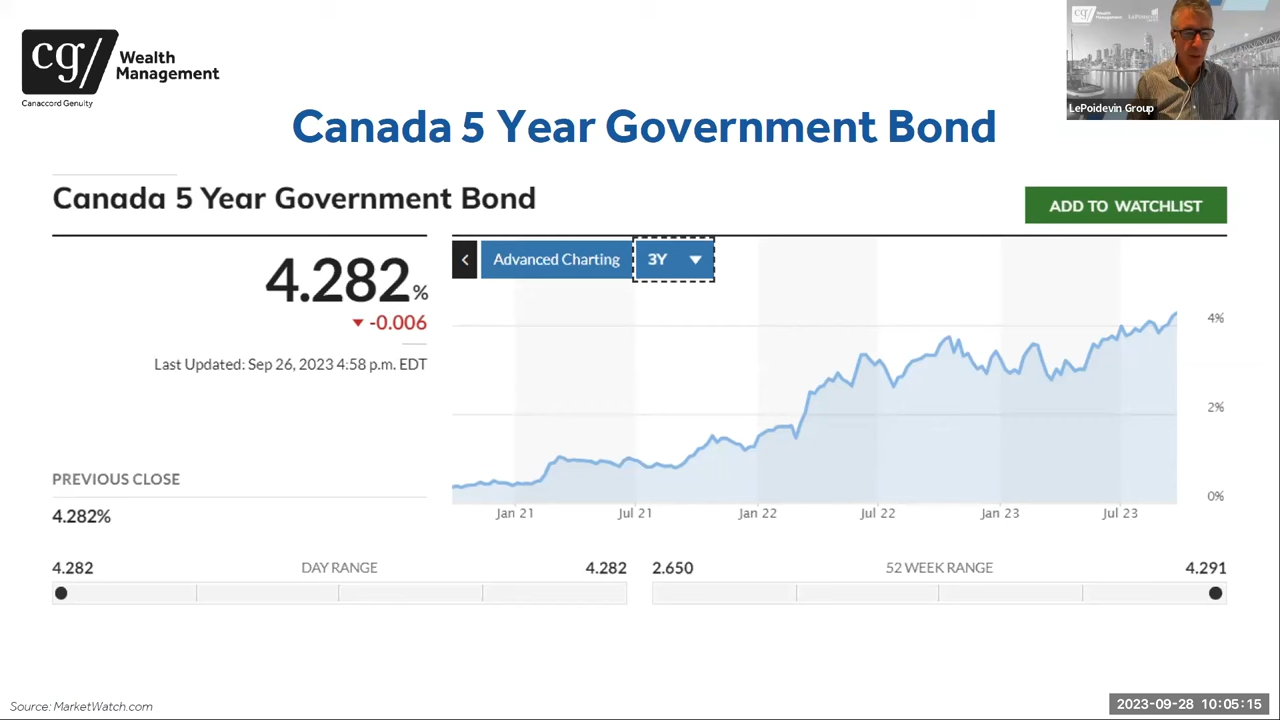 cg/ Wealth
Management
Canaccord Genuity
cg/ Wealth Management
LePoidevin Group
Canada 5 Year Government Bond
Canada 5 Year Government Bond
ADD TO WATCHLIST
4.282%
-0.006
Last Updated: Sep 26, 2023 4:58 p.m. EDT
Advanced Charting
3Y
4%
2%
0%
Jan 21
Jul 21
Jan 22
Jul 22
Jan 23
Jul 23
PREVIOUS CLOSE
4.282%
4.282 DAY RANGE 4.282
2.650 52 WEEK RANGE 4.291
Source: MarketWatch.com
2023-09-28 10:05:15